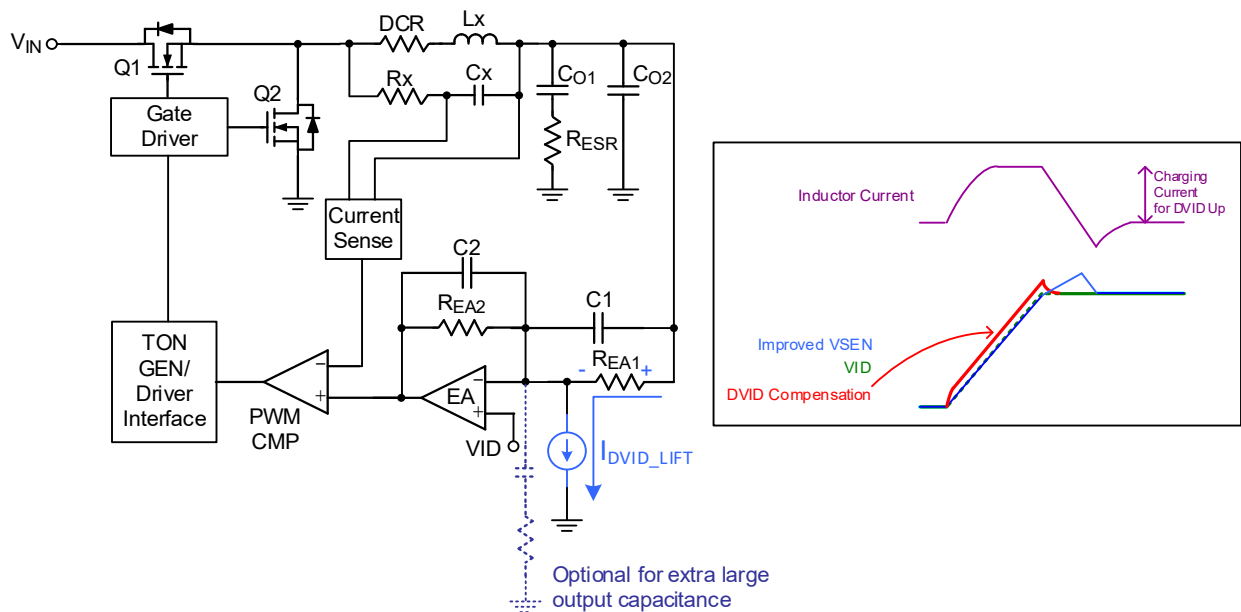 VIN
Q1
DCR
Lx
Rx
Cx
CO1
CO2
RESR
Q2
Gate
Driver
Current
Sense
C2
REA2
C1
REA1
- +
TON
GEN/
Driver
Interface
-
+
PWM
CMP
EA
-
+
VID
IDVID_LIFT
Optional for extra large
output capacitance
Inductor Current
Charging
Current
for DVID Up
Improved VSEN
VID
DVID Compensation